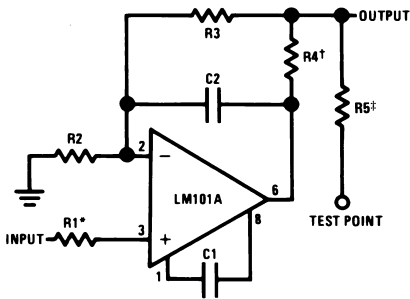 R3
OUTPUT
R4†
C2
R5‡
R2
2
−
LM101A
6
TEST POINT
8
INPUT
R1*
3
+
C1
1